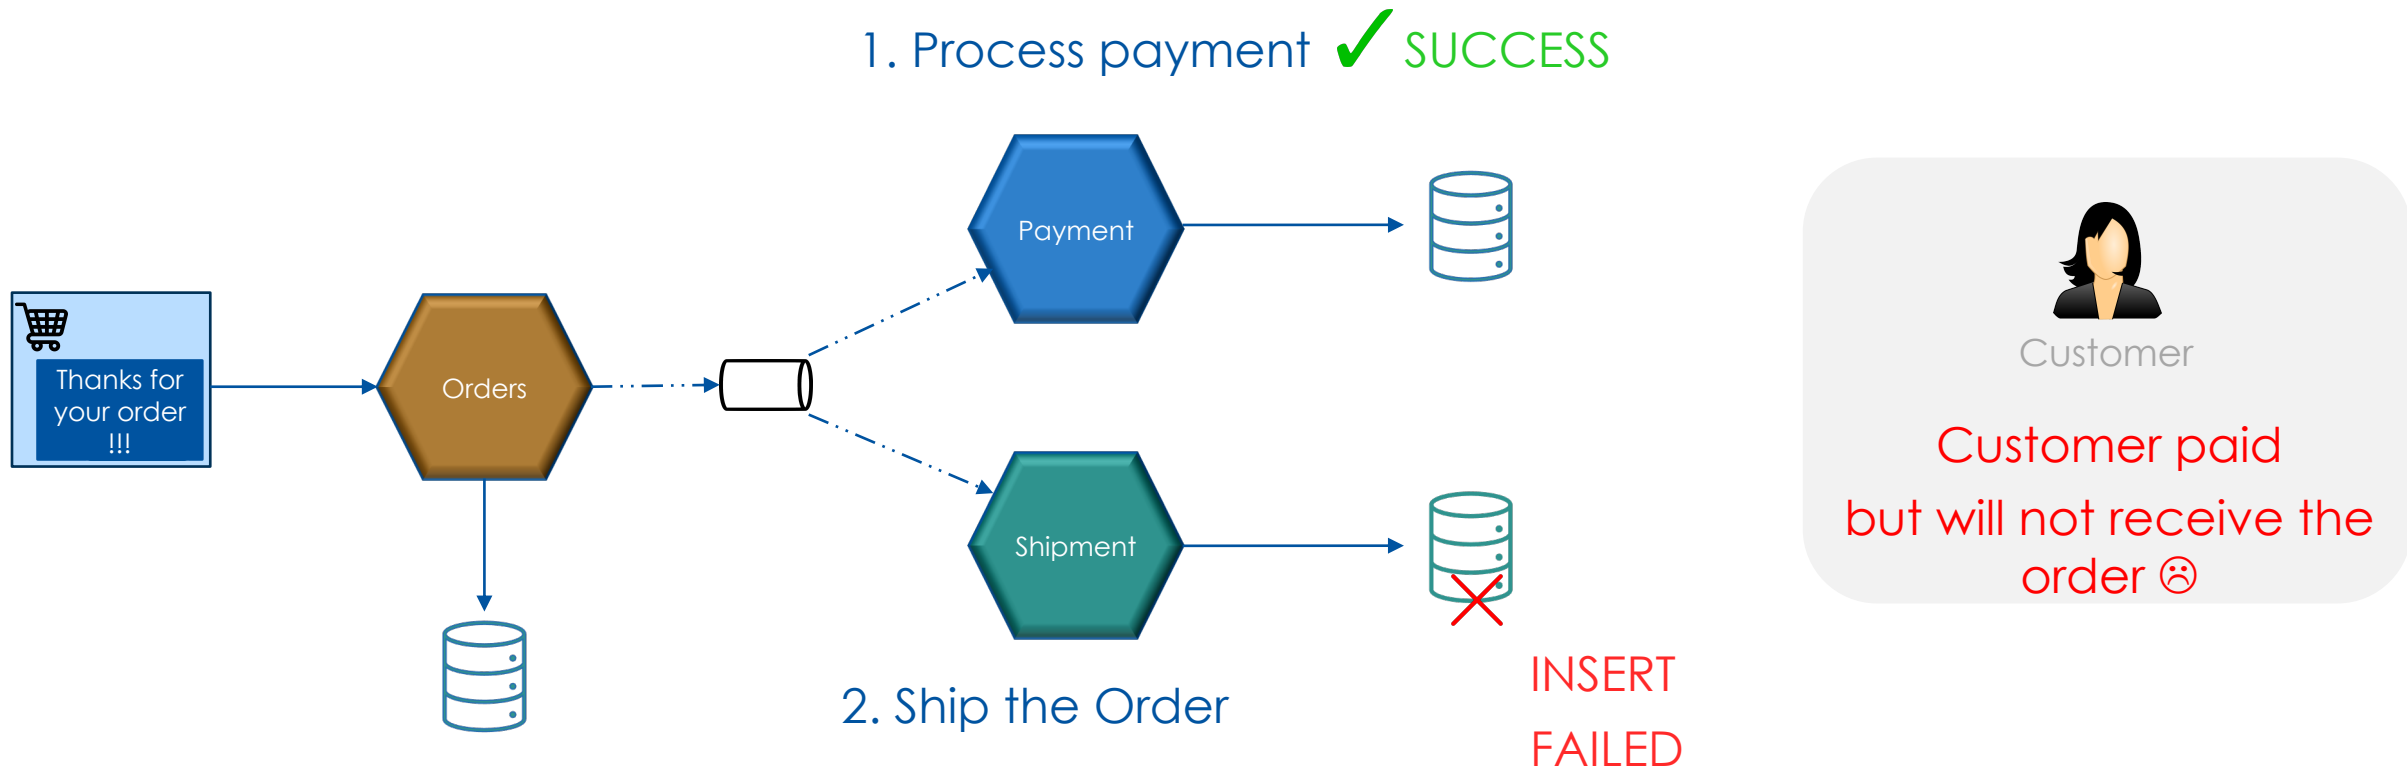 1. Process payment ✓ SUCCESS
Payment
Thanks for
your order
!!!
Orders
Shipment
2. Ship the Order
INSERT
FAILED
Customer
Customer paid
but will not receive the
order ☹